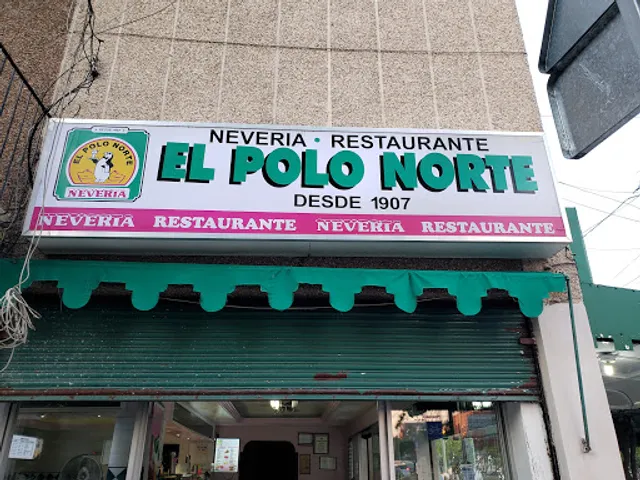 EL POLO NORTE
NEVERIA
NEVERIA · RESTAURANTE
EL POLO NORTE
DESDE 1907
NEVERIA RESTAURANTE NEVERIA RESTAURANTE